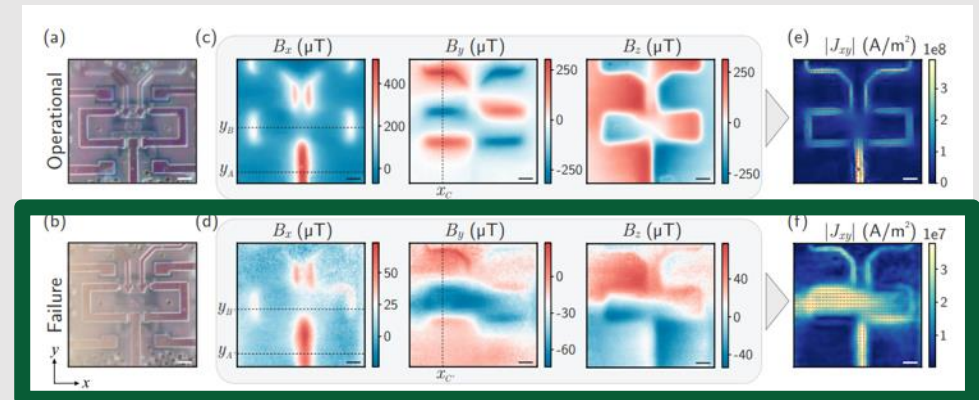 (a)
(c)
Bx (µT)
By (µT)
Bz (µT)
(e)
|Jxy| (A/m²) 1e8
Operational
yB
yA
400
200
0
xC
250
0
-250
250
0
-250
3
2
1
0
(b)
(d)
Bx (µT)
By (µT)
Bz (µT)
(f)
|Jxy| (A/m²) 1e7
Failure
yB'
yA'
50
25
0
-25
xC'
0
-30
-60
40
0
-40
3
2
1
y
x